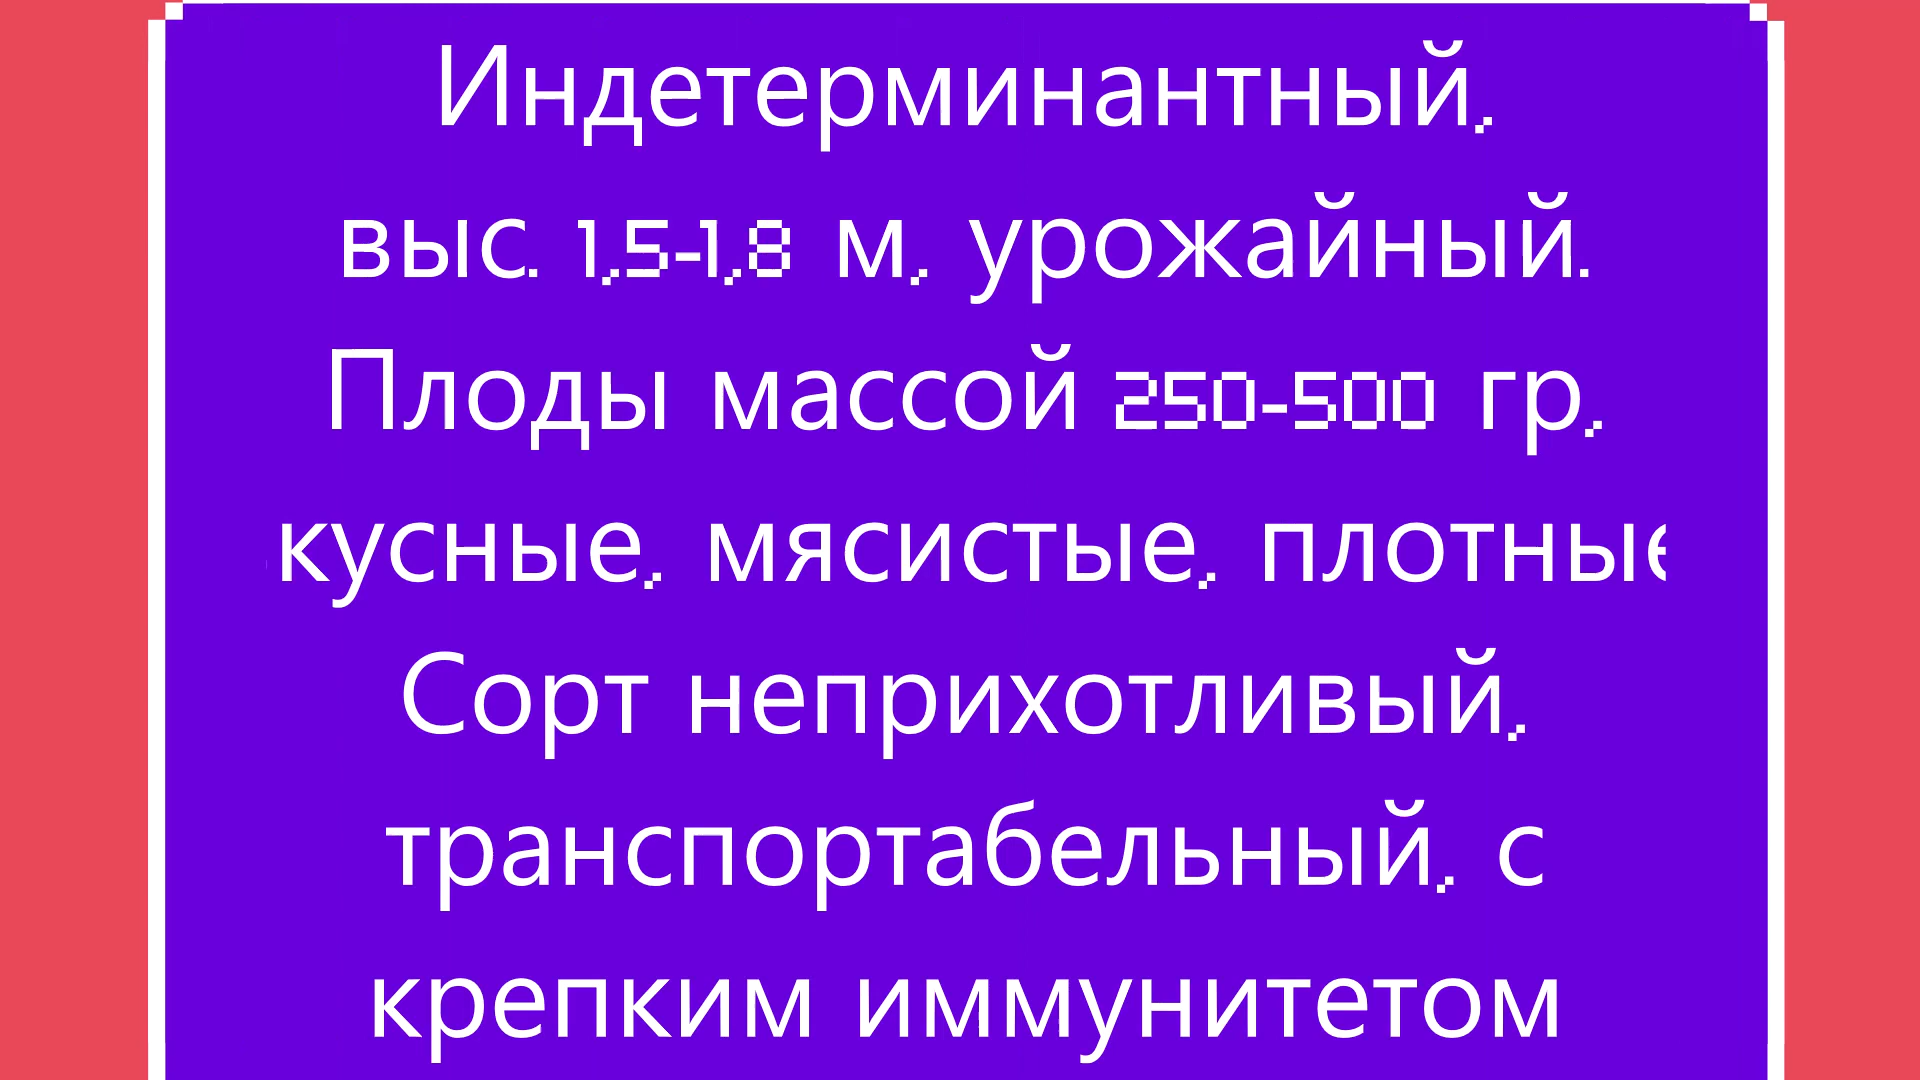 Индетерминантный,
выс. 1,5-1,8 м, урожайный.
Плоды массой 250-500 гр,
кусные, мясистые, плотные
Сорт неприхотливый,
транспортабельный, с
крепким иммунитетом